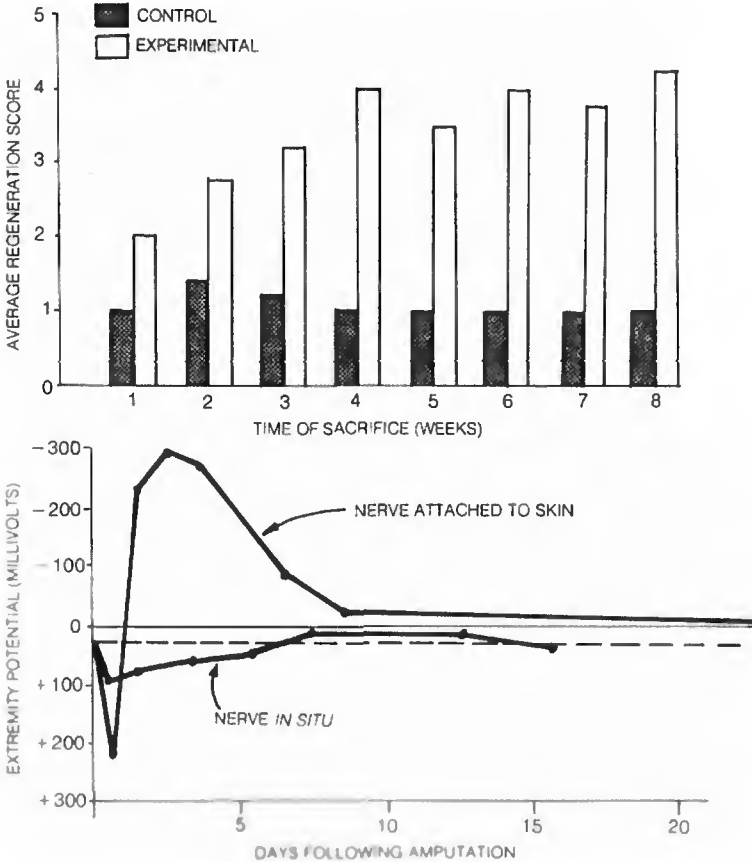 5
CONTROL
EXPERIMENTAL
4
3
2
1
0
AVERAGE REGENERATION SCORE
1 2 3 4 5 6 7 8
TIME OF SACRIFICE (WEEKS)
−300
−200
−100
0
+100
+200
+300
EXTREMITY POTENTIAL (MILLIVOLTS)
NERVE ATTACHED TO SKIN
NERVE IN SITU
5 10 15 20
DAYS FOLLOWING AMPUTATION